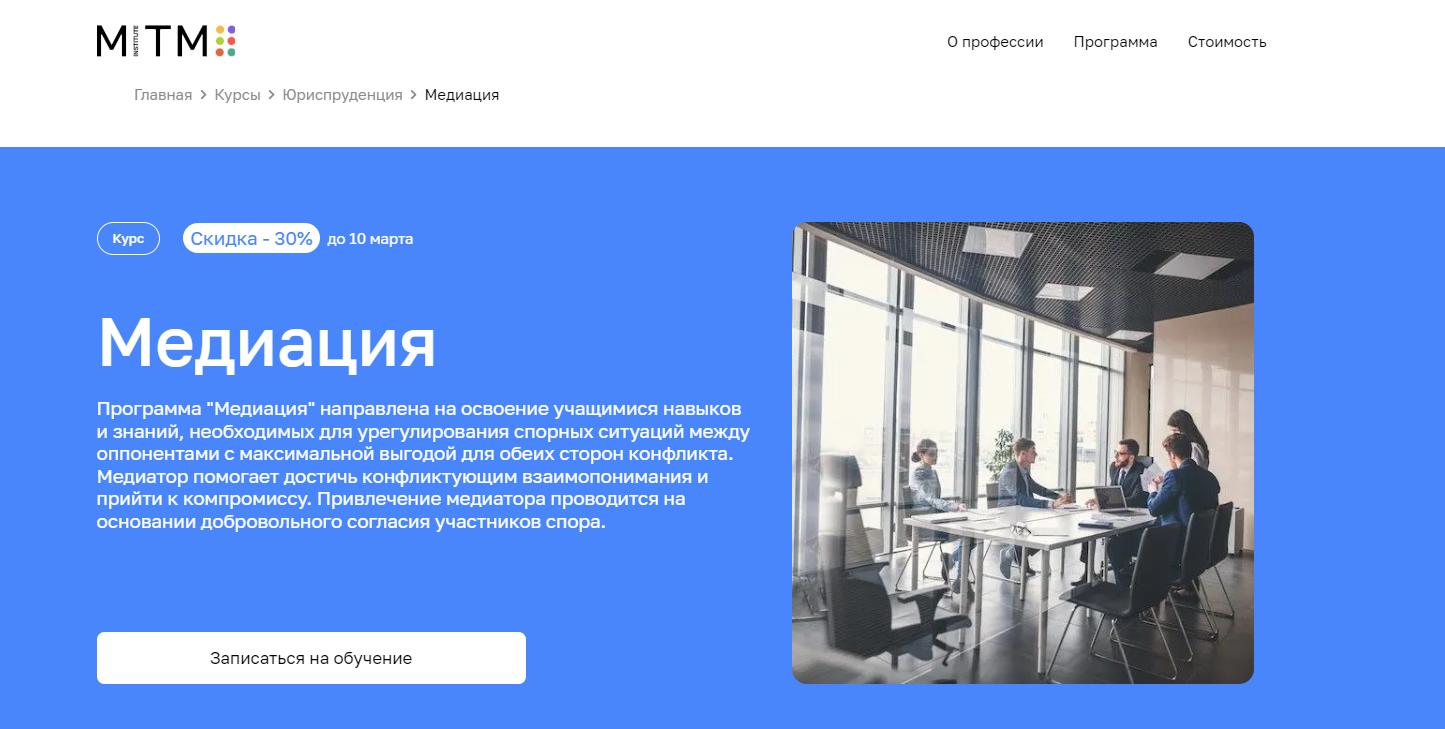 MITM
INSTITUTE
О профессии Программа Стоимость
Главная > Курсы > Юриспруденция > Медиация
Курс Скидка - 30% до 10 марта
Медиация
Программа "Медиация" направлена на освоение учащимися навыков
и знаний, необходимых для урегулирования спорных ситуаций между
оппонентами с максимальной выгодой для обеих сторон конфликта.
Медиатор помогает достичь конфликтующим взаимопонимания и
прийти к компромиссу. Привлечение медиатора проводится на
основании добровольного согласия участников спора.
Записаться на обучение